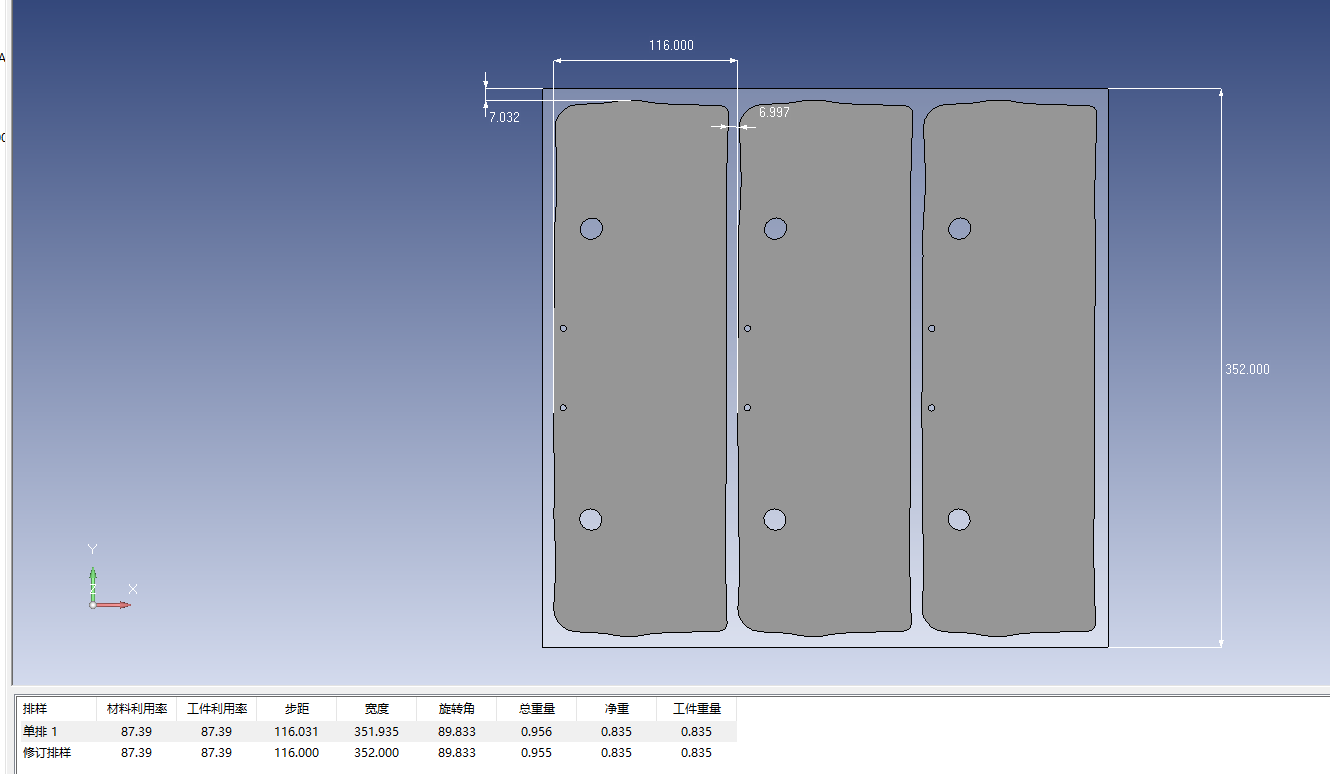 116.000
7.032
6.997
352.000
Y
Z
X
排样 材料利用率 工件利用率 步距 宽度 旋转角 总重量 净重 工件重量
单排 1 87.39 87.39 116.031 351.935 89.833 0.956 0.835 0.835
修订排样 87.39 87.39 116.000 352.000 89.833 0.955 0.835 0.835